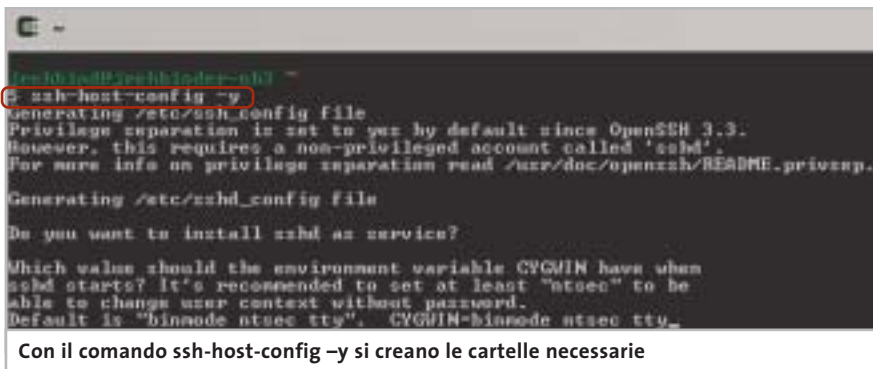 ~
$ ssh-host-config -y
Generating /etc/ssh_config file
Privilege separation is set to yes by default since OpenSSH 3.3.
However, this requires a non-privileged account called 'sshd'.
For more info on privilege separation read /usr/doc/openssh/README.privsep.
Generating /etc/sshd_config file
Do you want to install sshd as service?
Which value should the environment variable CYGWIN have when
sshd starts? It's recommended to set at least "ntsec" to be
able to change user context without password.
Default is "binmode ntsec tty". CYGWIN=binmode ntsec tty_
Con il comando ssh-host-config –y si creano le cartelle necessarie